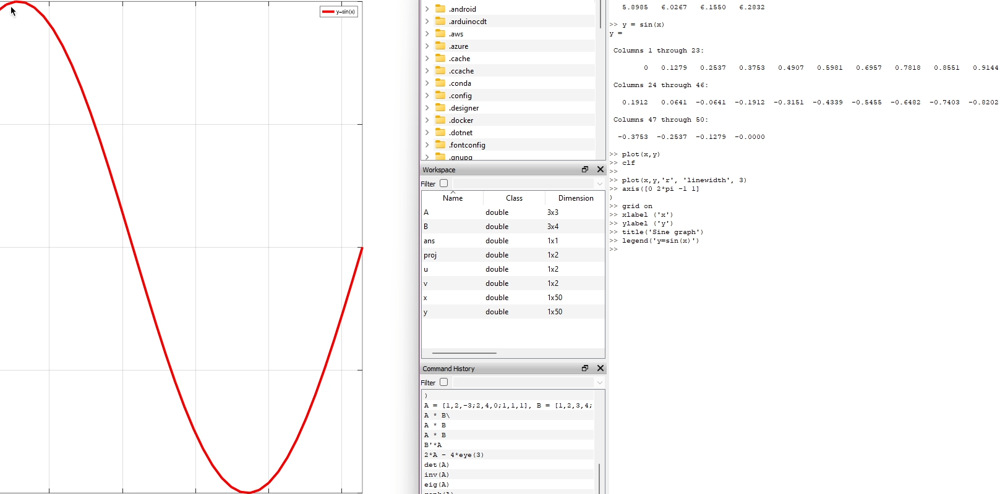 y=sin(x)
.android
.arduinocdt
.aws
.azure
.cache
.ccache
.conda
.config
.designer
.docker
.dotnet
.fontconfig
.gnupg
Workspace
Filter
Name Class Dimension
A double 3x3
B double 3x4
ans double 1x1
proj double 1x2
u double 1x2
v double 1x2
x double 1x50
y double 1x50
Command History
Filter
)
A = [1,2,-3;2,4,0;1,1,1], B = [1,2,3,4;
A * B\
A * B
A * B
B'*A
2*A - 4*eye(3)
det(A)
inv(A)
eig(A)
5.8985 6.0267 6.1550 6.2832
>> y = sin(x)
y =
Columns 1 through 23:
0 0.1279 0.2537 0.3753 0.4907 0.5981 0.6957 0.7818 0.8551 0.9144
Columns 24 through 46:
0.1912 0.0641 -0.0641 -0.1912 -0.3151 -0.4339 -0.5455 -0.6482 -0.7403 -0.8202
Columns 47 through 50:
-0.3753 -0.2537 -0.1279 -0.0000
>> plot(x,y)
>> clf
>>
>> plot(x,y,'r', 'linewidth', 3)
>> axis([0 2*pi -1 1]
)
>> grid on
>> xlabel ('x')
>> ylabel ('y')
>> title('Sine graph')
>> legend('y=sin(x)')
>>